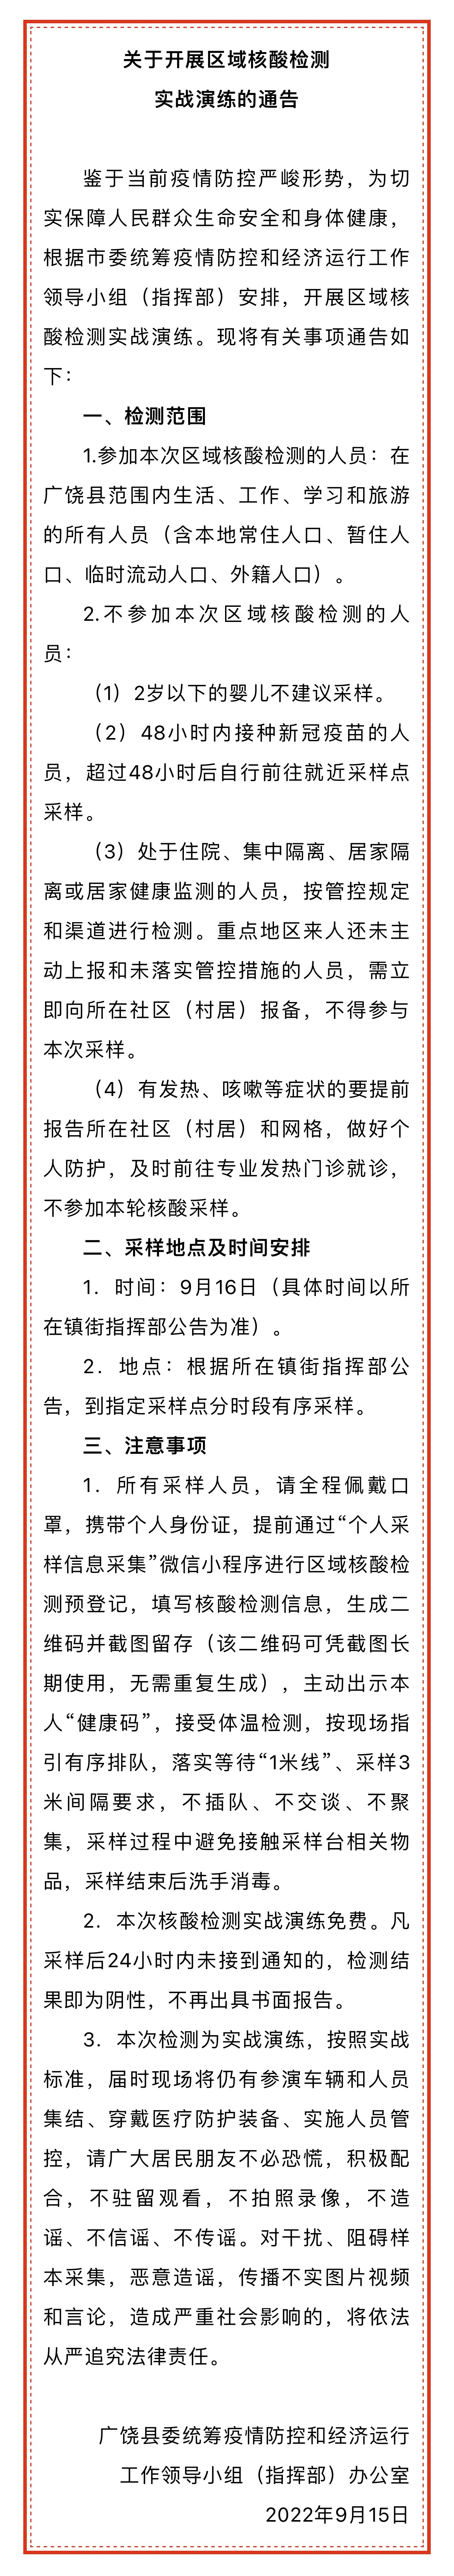 关于开展区域核酸检测
实战演练的通告
鉴于当前疫情防控严峻形势，为切
实保障人民群众生命安全和身体健康，
根据市委统筹疫情防控和经济运行工作
领导小组（指挥部）安排，开展区域核
酸检测实战演练。现将有关事项通告如
下：
一、检测范围
1.参加本次区域核酸检测的人员：在
广饶县范围内生活、工作、学习和旅游
的所有人员（含本地常住人口、暂住人
口、临时流动人口、外籍人口）。
2.不参加本次区域核酸检测的人
员：
（1）2岁以下的婴儿不建议采样。
（2）48小时内接种新冠疫苗的人
员，超过48小时后自行前往就近采样点
采样。
（3）处于住院、集中隔离、居家隔
离或居家健康监测的人员，按管控规定
和渠道进行检测。重点地区来人还未主
动上报和未落实管控措施的人员，需立
即向所在社区（村居）报备，不得参与
本次采样。
（4）有发热、咳嗽等症状的要提前
报告所在社区（村居）和网格，做好个
人防护，及时前往专业发热门诊就诊，
不参加本轮核酸采样。
二、采样地点及时间安排
1．时间：9月16日（具体时间以所
在镇街指挥部公告为准）。
2．地点：根据所在镇街指挥部公
告，到指定采样点分时段有序采样。
三、注意事项
1．所有采样人员，请全程佩戴口
罩，携带个人身份证，提前通过“个人采
样信息采集”微信小程序进行区域核酸检
测预登记，填写核酸检测信息，生成二
维码并截图留存（该二维码可凭截图长
期使用，无需重复生成），主动出示本
人“健康码”，接受体温检测，按现场指
引有序排队，落实等待“1米线”、采样3
米间隔要求，不插队、不交谈、不聚
集，采样过程中避免接触采样台相关物
品，采样结束后洗手消毒。
2．本次核酸检测实战演练免费。凡
采样后24小时内未接到通知的，检测结
果即为阴性，不再出具书面报告。
3．本次检测为实战演练，按照实战
标准，届时现场将仍有参演车辆和人员
集结、穿戴医疗防护装备、实施人员管
控，请广大居民朋友不必恐慌，积极配
合，不驻留观看，不拍照录像，不造
谣、不信谣、不传谣。对干扰、阻碍样
本采集，恶意造谣，传播不实图片视频
和言论，造成严重社会影响的，将依法
从严追究法律责任。
广饶县委统筹疫情防控和经济运行
工作领导小组（指挥部）办公室
2022年9月15日